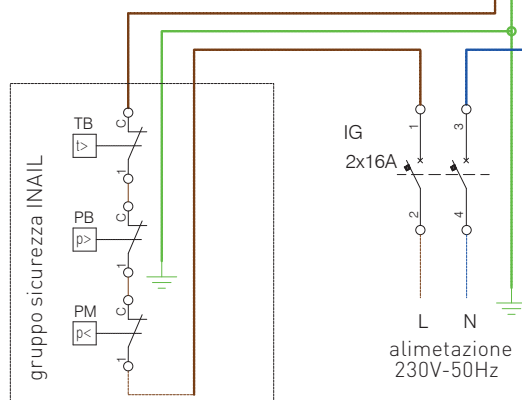 gruppo sicurezza INAIL
TB
t>
C
1
PB
p>
C
1
PM
p<
C
1
IG
2x16A
1
3
2
4
L N
alimetazione
230V-50Hz